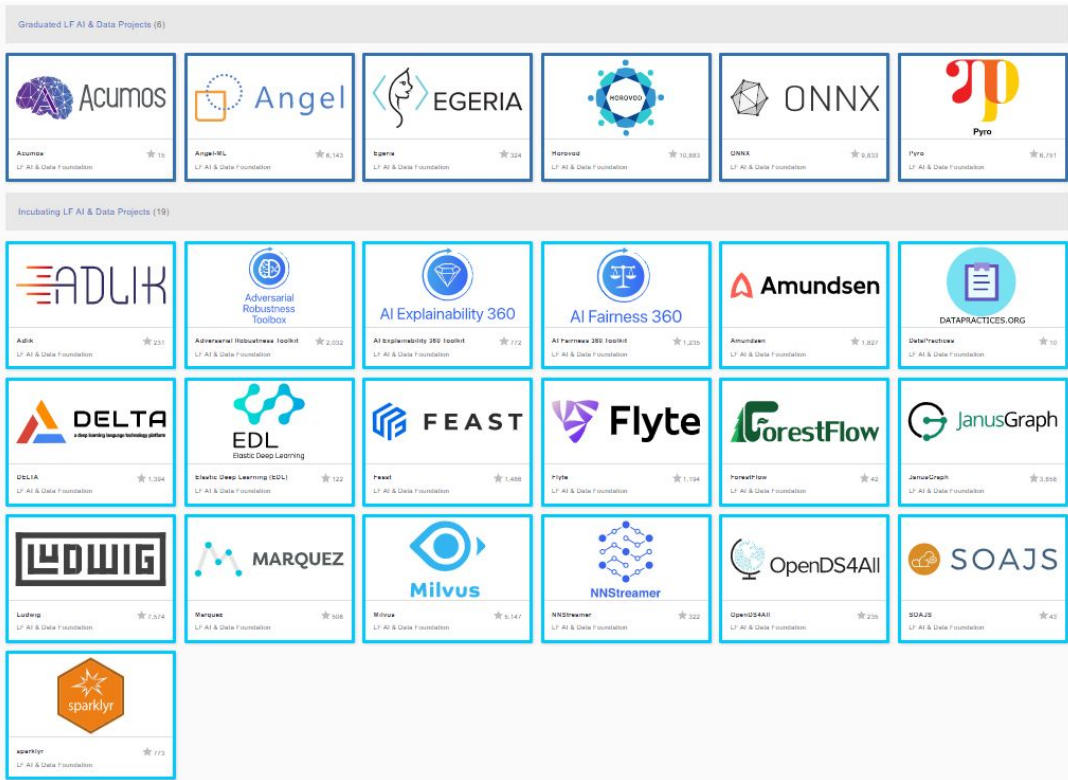 Graduated LF AI & Data Projects (6)
Acumos
Angel
EGERIA
HOROVOD
ONNX
Pyro
Acumos 15
LF AI & Data Foundation
Angel-ML 6,143
LF AI & Data Foundation
Egeria 324
LF AI & Data Foundation
Horovod 10,883
LF AI & Data Foundation
ONNX 9,833
LF AI & Data Foundation
Pyro 6,791
LF AI & Data Foundation
Incubating LF AI & Data Projects (19)
ADLIK
Adversarial
Robustness
Toolbox
AI Explainability 360
AI Fairness 360
Amundsen
DATAPRACTICES.ORG
Adlik 231
LF AI & Data Foundation
Adversarial Robustness Toolkit 2,032
LF AI & Data Foundation
AI Explainability 360 Toolkit 772
LF AI & Data Foundation
AI Fairness 360 Toolkit 1,235
LF AI & Data Foundation
Amundsen 1,827
LF AI & Data Foundation
DataPractices 10
LF AI & Data Foundation
DELTA
a deep learning language technology platform
EDL
Elastic Deep Learning
FEAST
Flyte
ForestFlow
JanusGraph
DELTA 1,394
LF AI & Data Foundation
Elastic Deep Learning (EDL) 122
LF AI & Data Foundation
Feast
LF AI & Data Foundation
Flyte 1,194
LF AI & Data Foundation
ForestFlow 42
LF AI & Data Foundation
JanusGraph
LF AI & Data Foundation
LUDWIG
MARQUEZ
Milvus
NNStreamer
OpenDS4All
SOAJS
Ludwig 7,574
LF AI & Data Foundation
Marquez
LF AI & Data Foundation
Milvus 5,147
LF AI & Data Foundation
NNStreamer 322
LF AI & Data Foundation
OpenDS4All 235
LF AI & Data Foundation
SOAJS 43
LF AI & Data Foundation
sparklyr
sparklyr 773
LF AI & Data Foundation